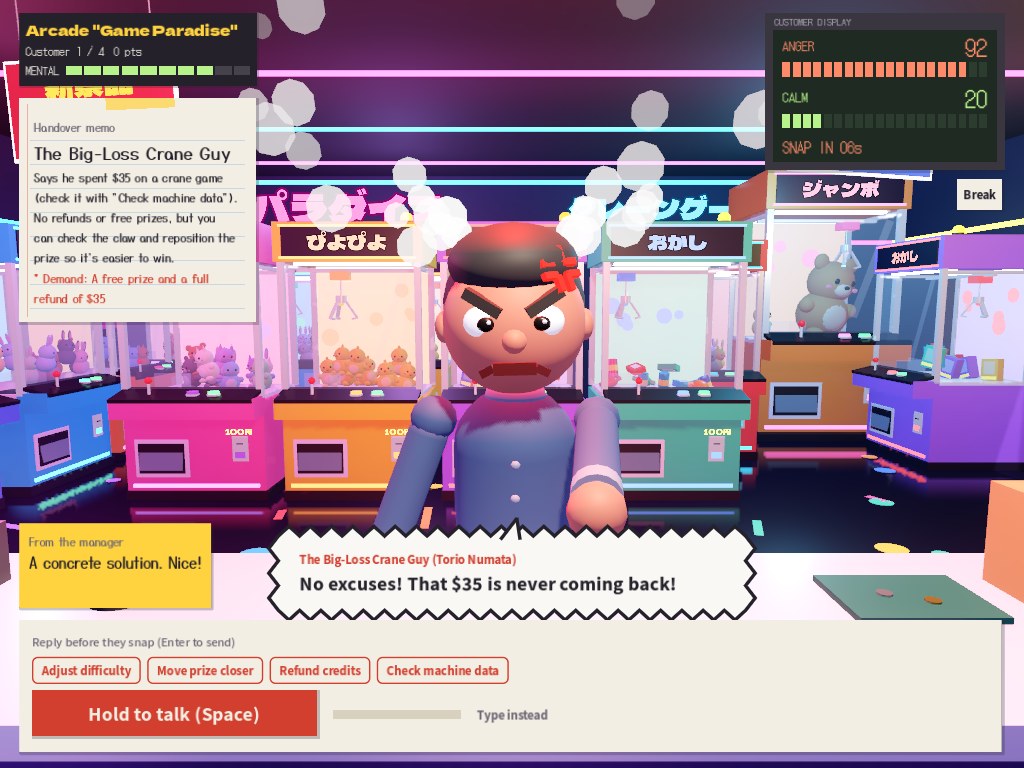 Arcade "Game Paradise"
Customer 1 / 4 0 pts
MENTAL
Handover memo
The Big-Loss Crane Guy
Says he spent $35 on a crane game
(check it with "Check machine data").
No refunds or free prizes, but you
can check the claw and reposition the
prize so it's easier to win.
* Demand: A free prize and a full
refund of $35
CUSTOMER DISPLAY
ANGER 92
CALM 20
SNAP IN 06s
Break
ぴよぴよ
おかし
ジャンボ
おかし
100円
100円
100円
From the manager
A concrete solution. Nice!
The Big-Loss Crane Guy (Torio Numata)
No excuses! That $35 is never coming back!
Reply before they snap (Enter to send)
Adjust difficulty
Move prize closer
Refund credits
Check machine data
Hold to talk (Space)
Type instead